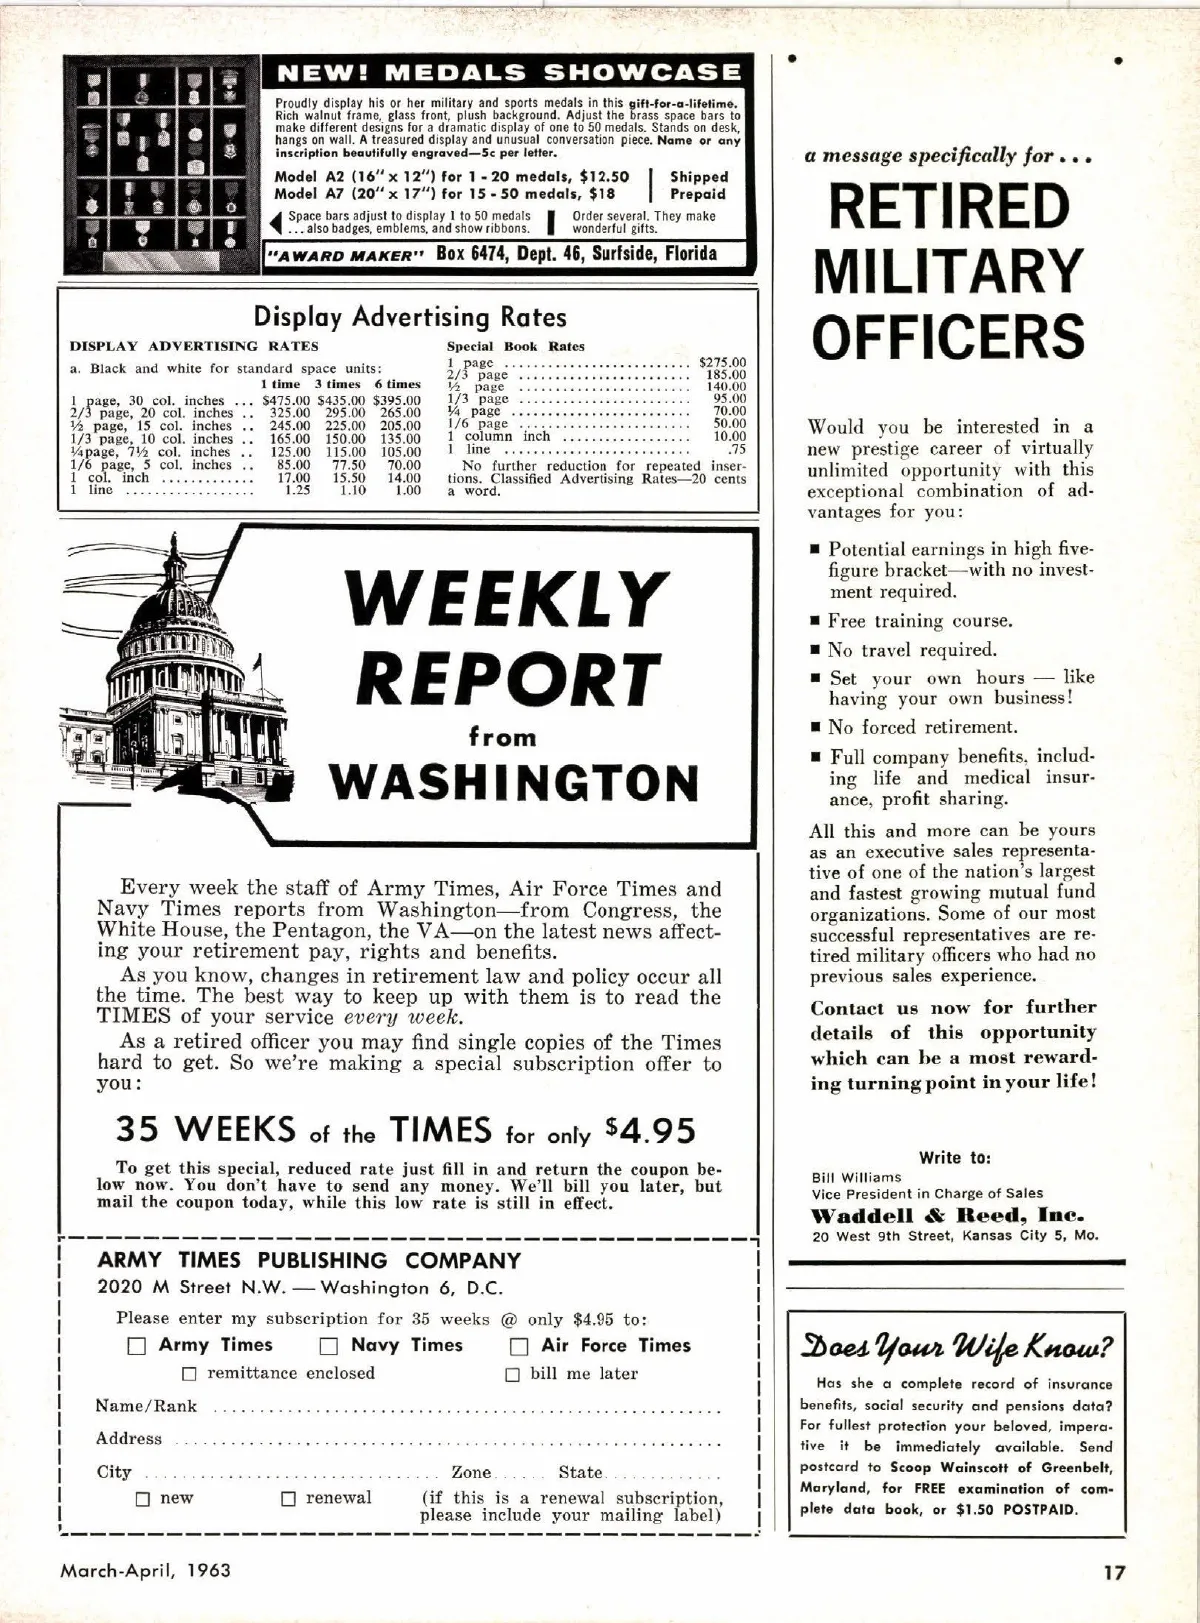 NEW! MEDALS SHOWCASE
Proudly display his or her military and sports medals in this gift-for-a-lifetime.
Rich walnut frame, glass front, plush background. Adjust the brass space bars to
make different designs for a dramatic display of one to 50 medals. Stands on desk,
hangs on wall. A treasured display and unusual conversation piece. Name or any
inscription beautifully engraved—5c per letter.
Model A2 (16" x 12") for 1 - 20 medals, $12.50 | Shipped
Model A7 (20" x 17") for 15 - 50 medals, $18 | Prepaid
Space bars adjust to display 1 to 50 medals
... also badges, emblems, and show ribbons.
Order several. They make
wonderful gifts.
"AWARD MAKER" Box 6474, Dept. 46, Surfside, Florida
Display Advertising Rates
DISPLAY ADVERTISING RATES
a. Black and white for standard space units:
1 time 3 times 6 times
1 page, 30 col. inches ... $475.00 $435.00 $395.00
2/3 page, 20 col. inches .. 325.00 295.00 265.00
½ page, 15 col. inches .. 245.00 225.00 205.00
1/3 page, 10 col. inches .. 165.00 150.00 135.00
¼page, 7½ col. inches .. 125.00 115.00 105.00
1/6 page, 5 col. inches .. 85.00 77.50 70.00
1 col. inch ............. 17.00 15.50 14.00
1 line .................. 1.25 1.10 1.00
Special Book Rates
1 page .......................... $275.00
2/3 page ........................ 185.00
½ page ........................ 140.00
1/3 page ........................ 95.00
¼ page ......................... 70.00
1/6 page ........................ 50.00
1 column inch .................. 10.00
1 line .......................... .75
No further reduction for repeated inser-
tions. Classified Advertising Rates—20 cents
a word.
WEEKLY
REPORT
from
WASHINGTON
Every week the staff of Army Times, Air Force Times and
Navy Times reports from Washington—from Congress, the
White House, the Pentagon, the VA—on the latest news affect-
ing your retirement pay, rights and benefits.
As you know, changes in retirement law and policy occur all
the time. The best way to keep up with them is to read the
TIMES of your service every week.
As a retired officer you may find single copies of the Times
hard to get. So we're making a special subscription offer to
you:
35 WEEKS of the TIMES for only $4.95
To get this special, reduced rate just fill in and return the coupon be-
low now. You don't have to send any money. We'll bill you later, but
mail the coupon today, while this low rate is still in effect.
ARMY TIMES PUBLISHING COMPANY
2020 M Street N.W. — Washington 6, D.C.
Please enter my subscription for 35 weeks @ only $4.95 to:
☐ Army Times ☐ Navy Times ☐ Air Force Times
☐ remittance enclosed ☐ bill me later
Name/Rank ......................................................
Address ..........................................................
City ............................... Zone...... State............
☐ new ☐ renewal (if this is a renewal subscription,
please include your mailing label)
a message specifically for ...
RETIRED
MILITARY
OFFICERS
Would you be interested in a
new prestige career of virtually
unlimited opportunity with this
exceptional combination of ad-
vantages for you:
■ Potential earnings in high five-
figure bracket—with no invest-
ment required.
■ Free training course.
■ No travel required.
■ Set your own hours — like
having your own business!
■ No forced retirement.
■ Full company benefits, includ-
ing life and medical insur-
ance, profit sharing.
All this and more can be yours
as an executive sales representa-
tive of one of the nation's largest
and fastest growing mutual fund
organizations. Some of our most
successful representatives are re-
tired military officers who had no
previous sales experience.
Contact us now for further
details of this opportunity
which can be a most reward-
ing turning point in your life!
Write to:
Bill Williams
Vice President in Charge of Sales
Waddell & Reed, Inc.
20 West 9th Street, Kansas City 5, Mo.
Does Your Wife Know?
Has she a complete record of insurance
benefits, social security and pensions data?
For fullest protection your beloved, impera-
tive it be immediately available. Send
postcard to Scoop Wainscott of Greenbelt,
Maryland, for FREE examination of com-
plete data book, or $1.50 POSTPAID.
March-April, 1963
17